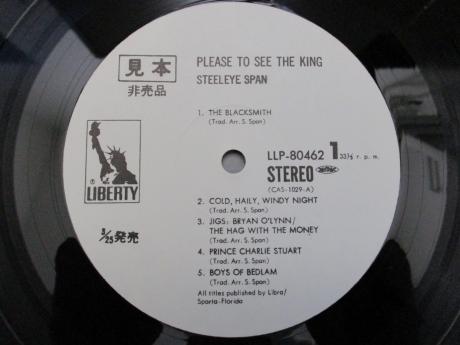 見本
非売品
PLEASE TO SEE THE KING
STEELEYE SPAN
1. THE BLACKSMITH
(Trad. Arr. S. Span)
LLP-80462 1 33⅓ r. p. m.
STEREO
(CAS-1029-A)
LIBERTY
3/25発売
2. COLD, HAILY, WINDY NIGHT
(Trad. Arr. S. Span)
3. JIGS: BRYAN O'LYNN/
THE HAG WITH THE MONEY
(Trad. Arr. S. Span)
4. PRINCE CHARLIE STUART
(Trad. Arr. S. Span)
5. BOYS OF BEDLAM
(Trad. Arr. S. Span)
All titles published by Libra/
Sparta-Florida